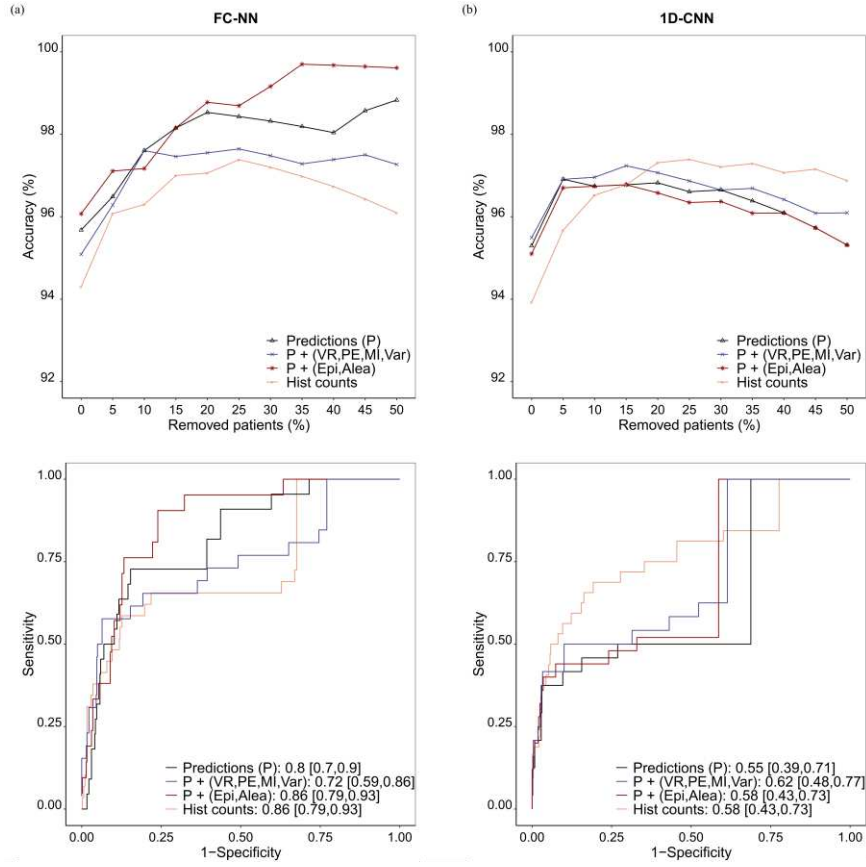 (a)
FC-NN
Accuracy (%)
100
98
96
94
92
Predictions (P)
P + (VR,PE,MI,Var)
P + (Epi,Alea)
Hist counts
0 5 10 15 20 25 30 35 40 45 50
Removed patients (%)
(b)
1D-CNN
Accuracy (%)
100
98
96
94
92
Predictions (P)
P + (VR,PE,MI,Var)
P + (Epi,Alea)
Hist counts
0 5 10 15 20 25 30 35 40 45 50
Removed patients (%)
Sensitivity
1.00
0.75
0.50
0.25
0.00
Predictions (P): 0.8 [0.7,0.9]
P + (VR,PE,MI,Var): 0.72 [0.59,0.86]
P + (Epi,Alea): 0.86 [0.79,0.93]
Hist counts: 0.86 [0.79,0.93]
0.00 0.25 0.50 0.75 1.00
1−Specificity
Sensitivity
1.00
0.75
0.50
0.25
0.00
Predictions (P): 0.55 [0.39,0.71]
P + (VR,PE,MI,Var): 0.62 [0.48,0.77]
P + (Epi,Alea): 0.58 [0.43,0.73]
Hist counts: 0.58 [0.43,0.73]
0.00 0.25 0.50 0.75 1.00
1−Specificity